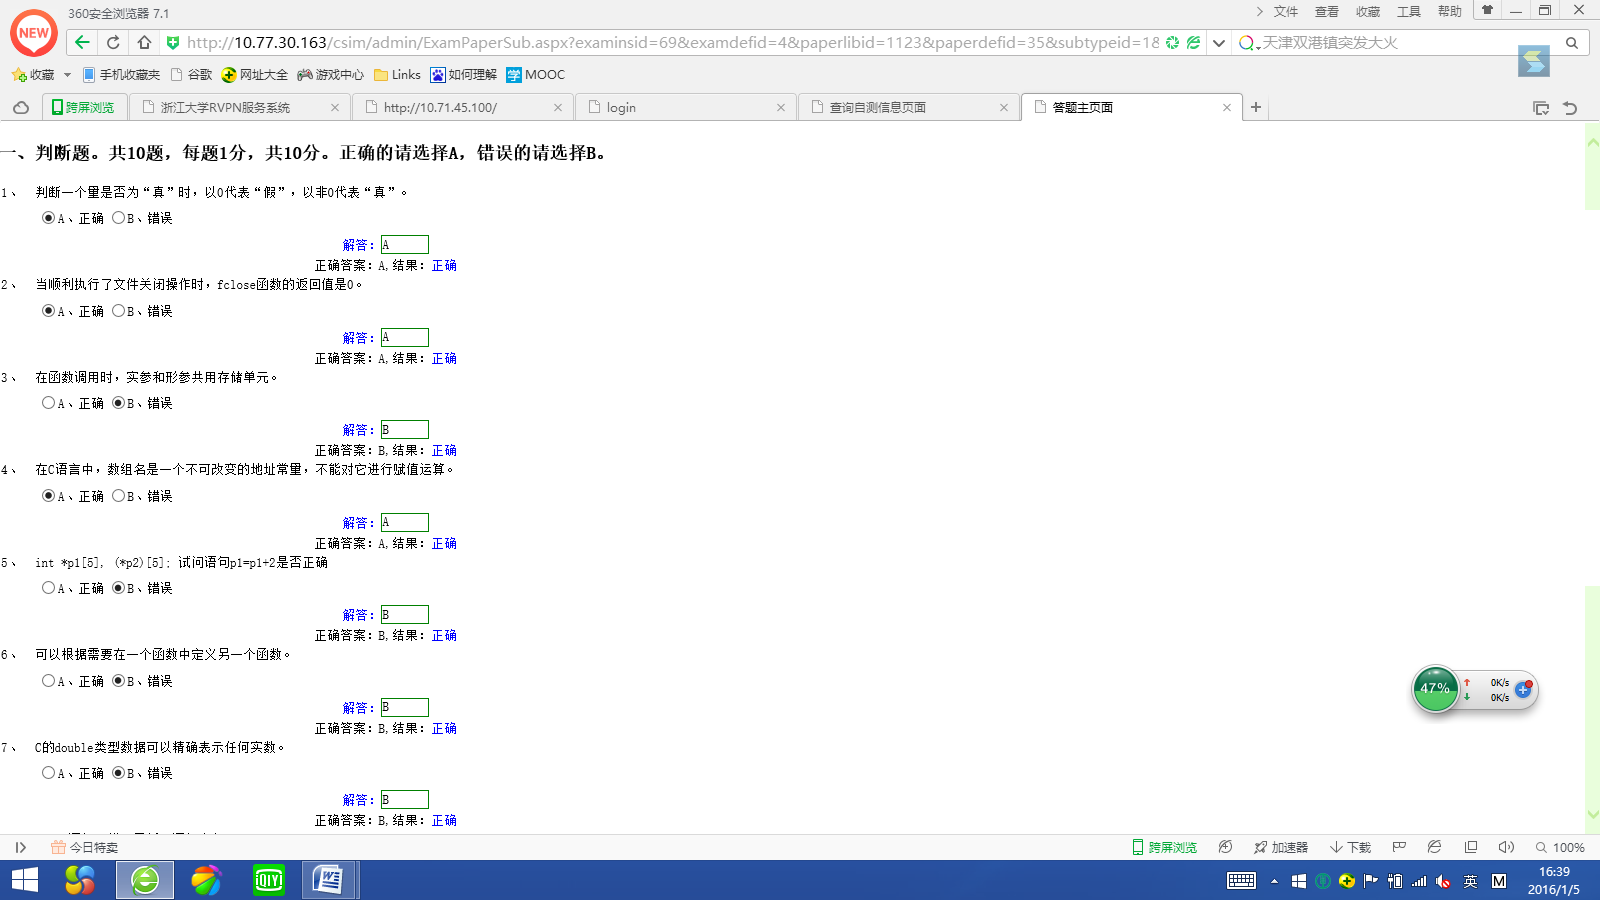 360安全浏览器 7.1
文件 查看 收藏 工具 帮助
NEW
http://10.77.30.163/csim/admin/ExamPaperSub.aspx?examinsid=69&examdefid=4&paperlibid=1123&paperdefid=35&subtypeid=1&
天津双港镇突发大火
收藏 手机收藏夹 谷歌 网址大全 游戏中心 Links 如何理解 学 MOOC
跨屏浏览 浙江大学RVPN服务系统 http://10.71.45.100/ login 查询自测信息页面 答题主页面
一、判断题。共10题，每题1分，共10分。正确的请选择A，错误的请选择B。
1、 判断一个量是否为“真”时，以0代表“假”，以非0代表“真”。
A、正确 B、错误
解答： A
正确答案：A,结果：正确
2、 当顺利执行了文件关闭操作时，fclose函数的返回值是0。
A、正确 B、错误
解答： A
正确答案：A,结果：正确
3、 在函数调用时，实参和形参共用存储单元。
A、正确 B、错误
解答： B
正确答案：B,结果：正确
4、 在C语言中，数组名是一个不可改变的地址常量，不能对它进行赋值运算。
A、正确 B、错误
解答： A
正确答案：A,结果：正确
5、 int *p1[5], (*p2)[5]; 试问语句p1=p1+2是否正确
A、正确 B、错误
解答： B
正确答案：B,结果：正确
6、 可以根据需要在一个函数中定义另一个函数。
A、正确 B、错误
解答： B
正确答案：B,结果：正确
47% 0K/s
0K/s
7、 C的double类型数据可以精确表示任何实数。
A、正确 B、错误
解答： B
正确答案：B,结果：正确
今日特卖 跨屏浏览 加速器 下载 100%
QIYI 英 M 16:39
2016/1/5